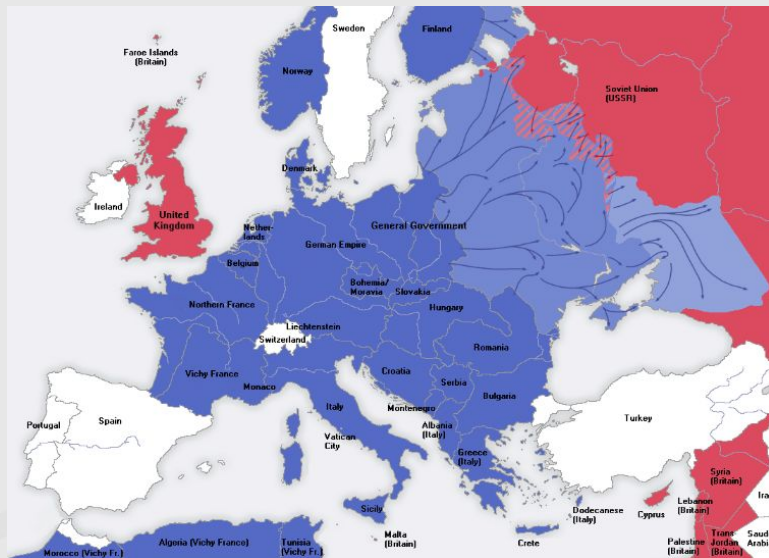 Sweden
Finland
Faroe Islands
(Britain)
Norway
Soviet Union
(USSR)
Denmark
Ireland
United
Kingdom
Nether-
lands
General Government
German Empire
Belgium
Bohemia/
Moravia
Slovakia
Northern France
Hungary
Liechtenstein
Switzerland
Romania
Vichy France
Croatia
Monaco
Serbia
Bulgaria
Italy
Montenegro
Portugal
Spain
Turkey
Albania
(Italy)
Vatican
City
Greece
(Italy)
Syria
(Britain)
Sicily
Dodecanese
(Italy)
Cyprus
Lebanon
(Britain)
Malta
(Britain)
Crete
Palestine
(Britain)
Trans
Jordan
(Britain)
Saud
Arabi
Morocco (Vichy Fr.)
Algoria (Vichy France)
Tunisia
(Vichy Fr.)